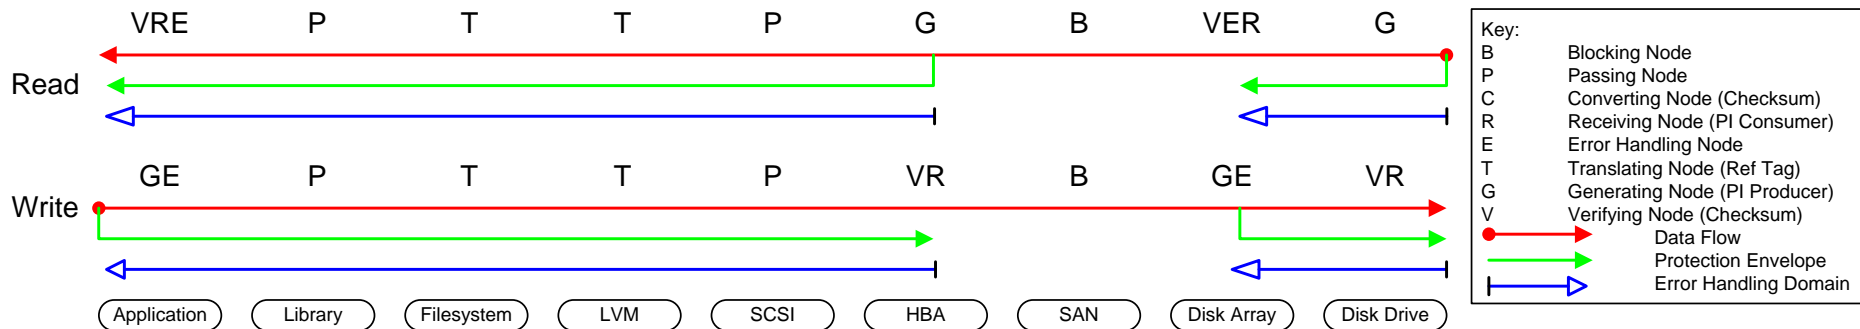 VRE P T T P G B VER G
Read
GE P T T P VR B GE VR
Write
Application Library Filesystem LVM SCSI HBA SAN Disk Array Disk Drive
Key:
B Blocking Node
P Passing Node
C Converting Node (Checksum)
R Receiving Node (PI Consumer)
E Error Handling Node
T Translating Node (Ref Tag)
G Generating Node (PI Producer)
V Verifying Node (Checksum)
Data Flow
Protection Envelope
Error Handling Domain